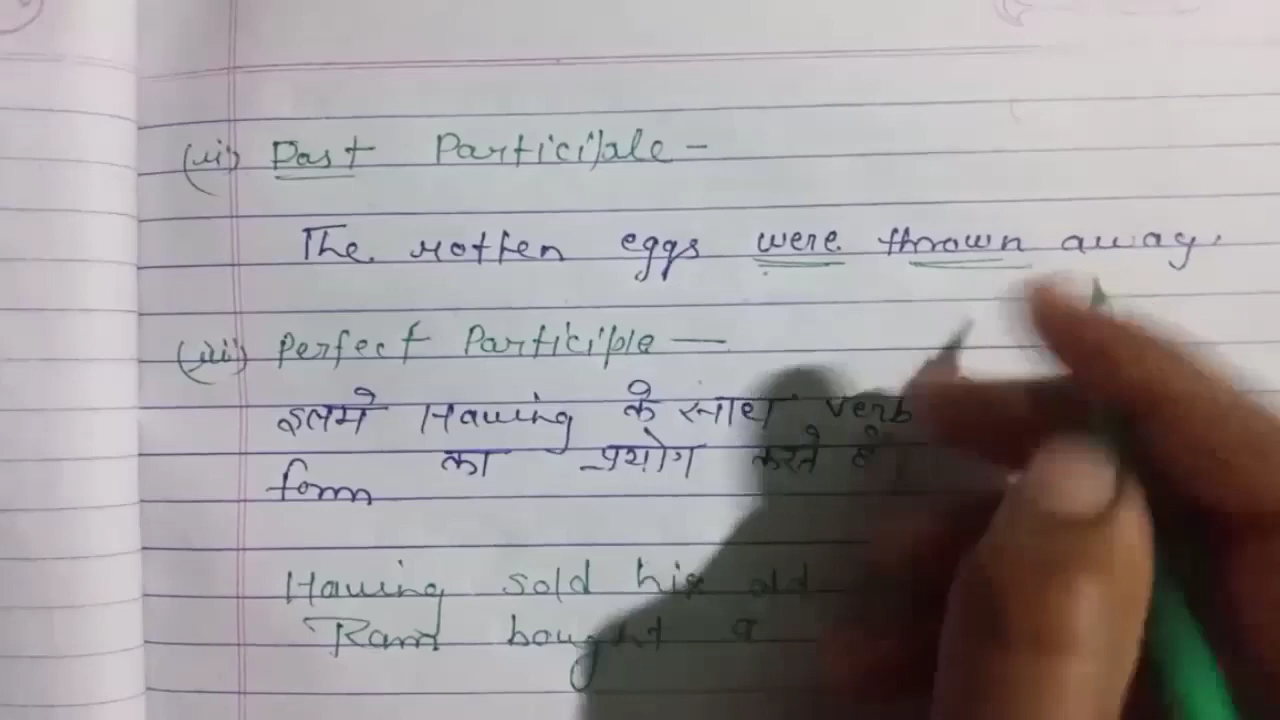 (ii) Past Participle -
The rotten eggs were thrown away.
(iii) Perfect Participle —
इसमें Having के साथ verb
form का प्रयोग करते है,
Having sold his old
Ram bought a